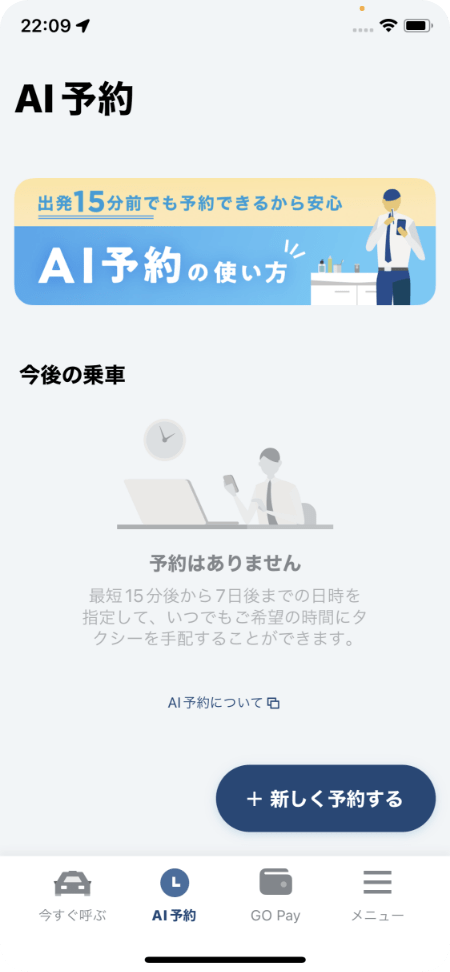 22:09
AI予約
出発15分前でも予約できるから安心
AI予約の使い方
今後の乗車
予約はありません
最短15分後から7日後までの日時を
指定して、いつでもご希望の時間にタ
クシーを手配することができます。
AI予約について
+ 新しく予約する
今すぐ呼ぶ
AI予約
GO Pay
メニュー